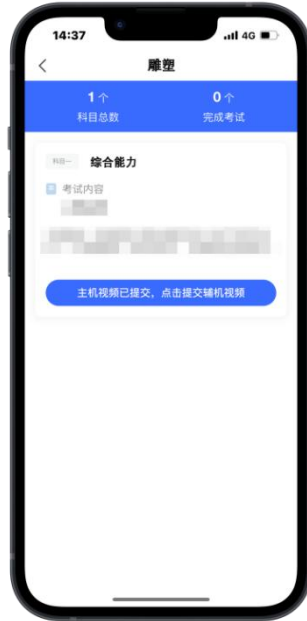 14:37
4G
雕塑
1个
0个
科目总数
完成考试
科目一
综合能力
考试内容
主机视频已提交，点击提交辅机视频